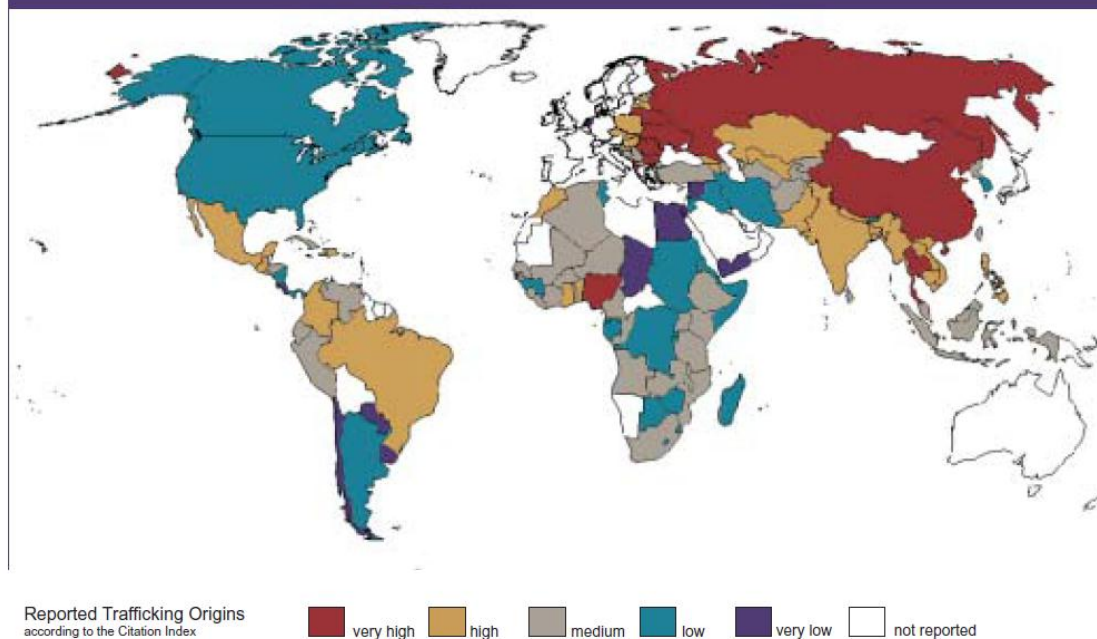 Reported Trafficking Origins
according to the Citation Index
very high
high
medium
low
very low
not reported